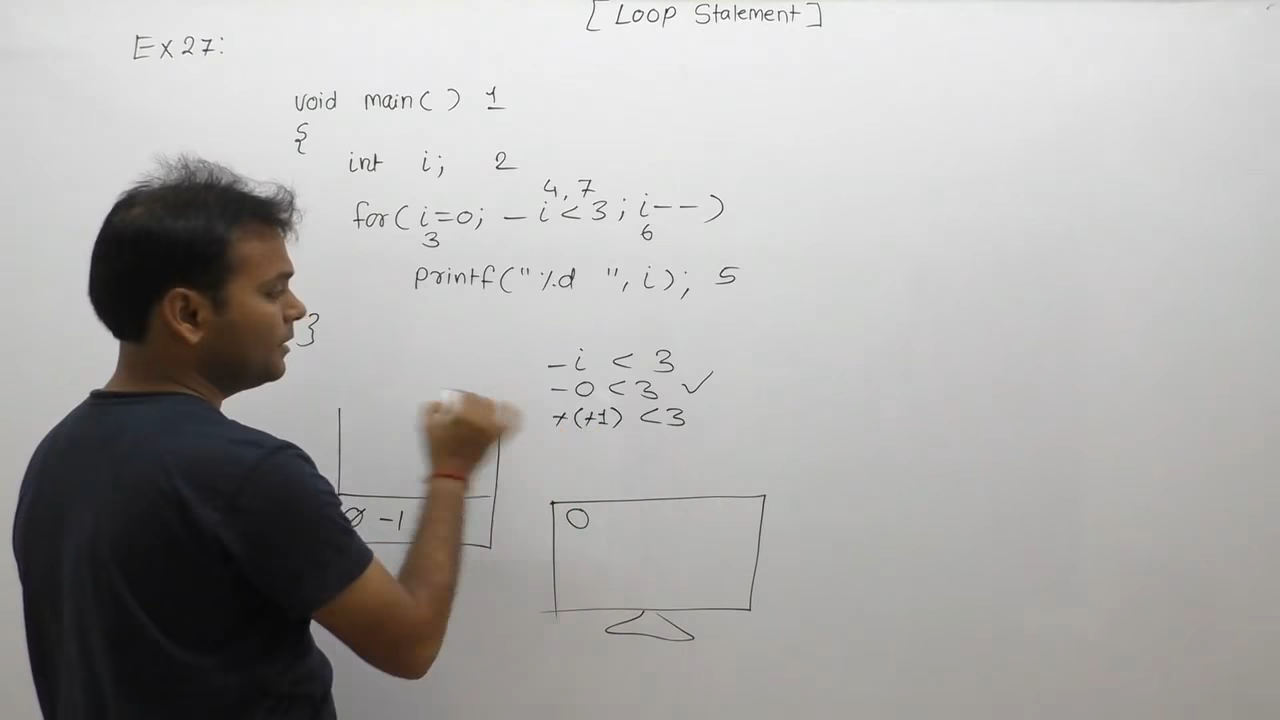 [ Loop Stalement ]
Ex 27:
void main( ) 1
{
int i; 2
4, 7
for( i=0; - i < 3 ; i-- )
3 6
printf(" %d ", i); 5
}
- i < 3
- 0 < 3 ✓
+(+1) < 3
0 -1
0